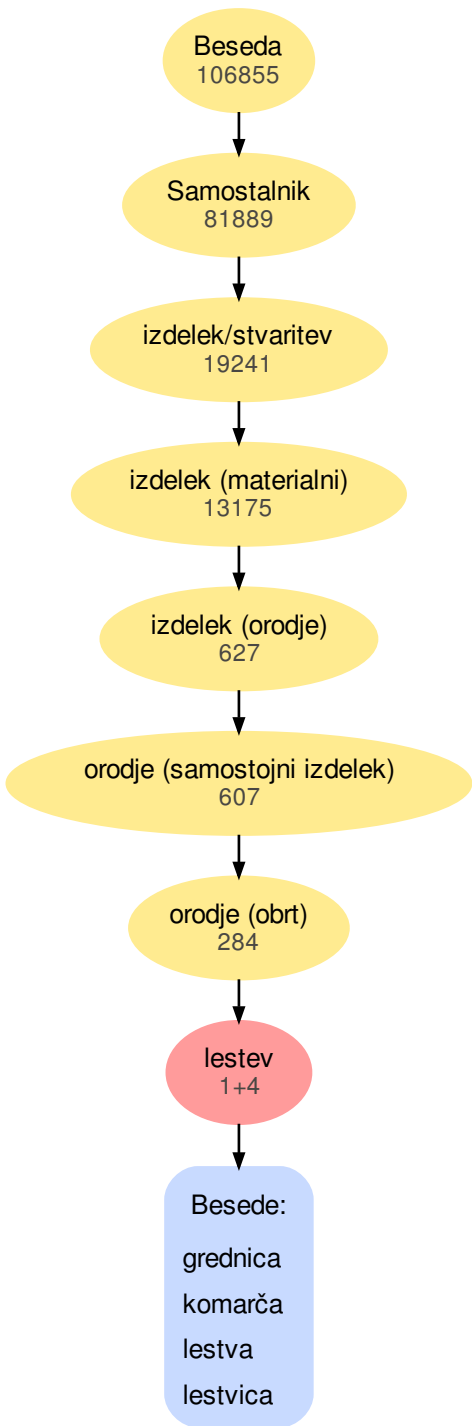 Beseda
106855
Samostalnik
81889
izdelek/stvaritev
19241
izdelek (materialni)
13175
izdelek (orodje)
627
orodje (samostojni izdelek)
607
orodje (obrt)
284
lestev
1+4
Besede:
grednica
komarča
lestva
lestvica